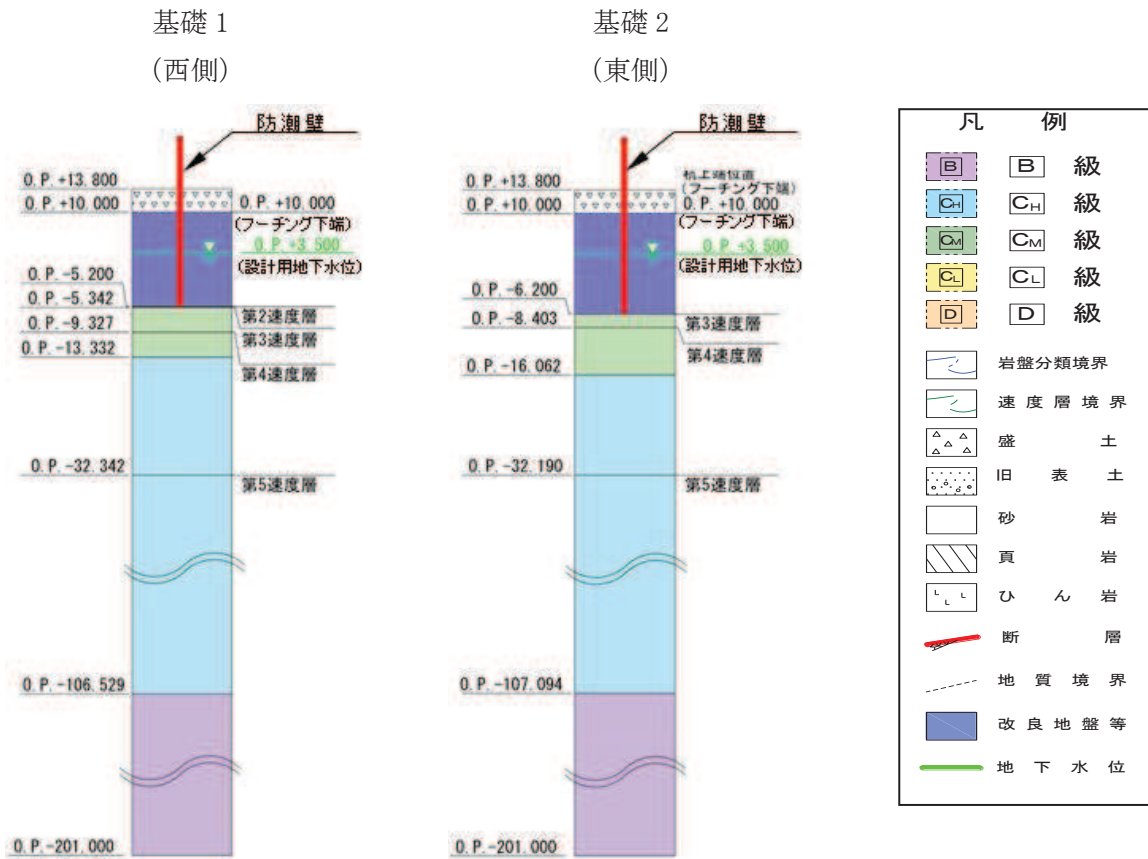 基礎 1
(西側)
防潮壁
O.P.+13.800
O.P.+10.000
O.P.+10.000
(フーチング下端)
O.P.+3.500
(設計用地下水位)
O.P.-5.200
O.P.-5.342
第2速度層
O.P.-9.327
第3速度層
O.P.-13.332
第4速度層
O.P.-32.342
第5速度層
O.P.-106.529
O.P.-201.000
基礎 2
(東側)
防潮壁
杭上端位置
O.P.+13.800
(フーチング下端)
O.P.+10.000
O.P.+10.000
(フーチング下端)
O.P.+3.500
(設計用地下水位)
O.P.-6.200
第3速度層
O.P.-8.403
第4速度層
O.P.-16.062
O.P.-32.190
第5速度層
O.P.-107.094
O.P.-201.000
凡 例
B B 級
CH CH 級
CM CM 級
CL CL 級
D D 級
岩盤分類境界
速度層境界
盛 土
旧 表 土
砂 岩
頁 岩
ひ ん 岩
断 層
地 質 境 界
改 良 地 盤 等
地 下 水 位